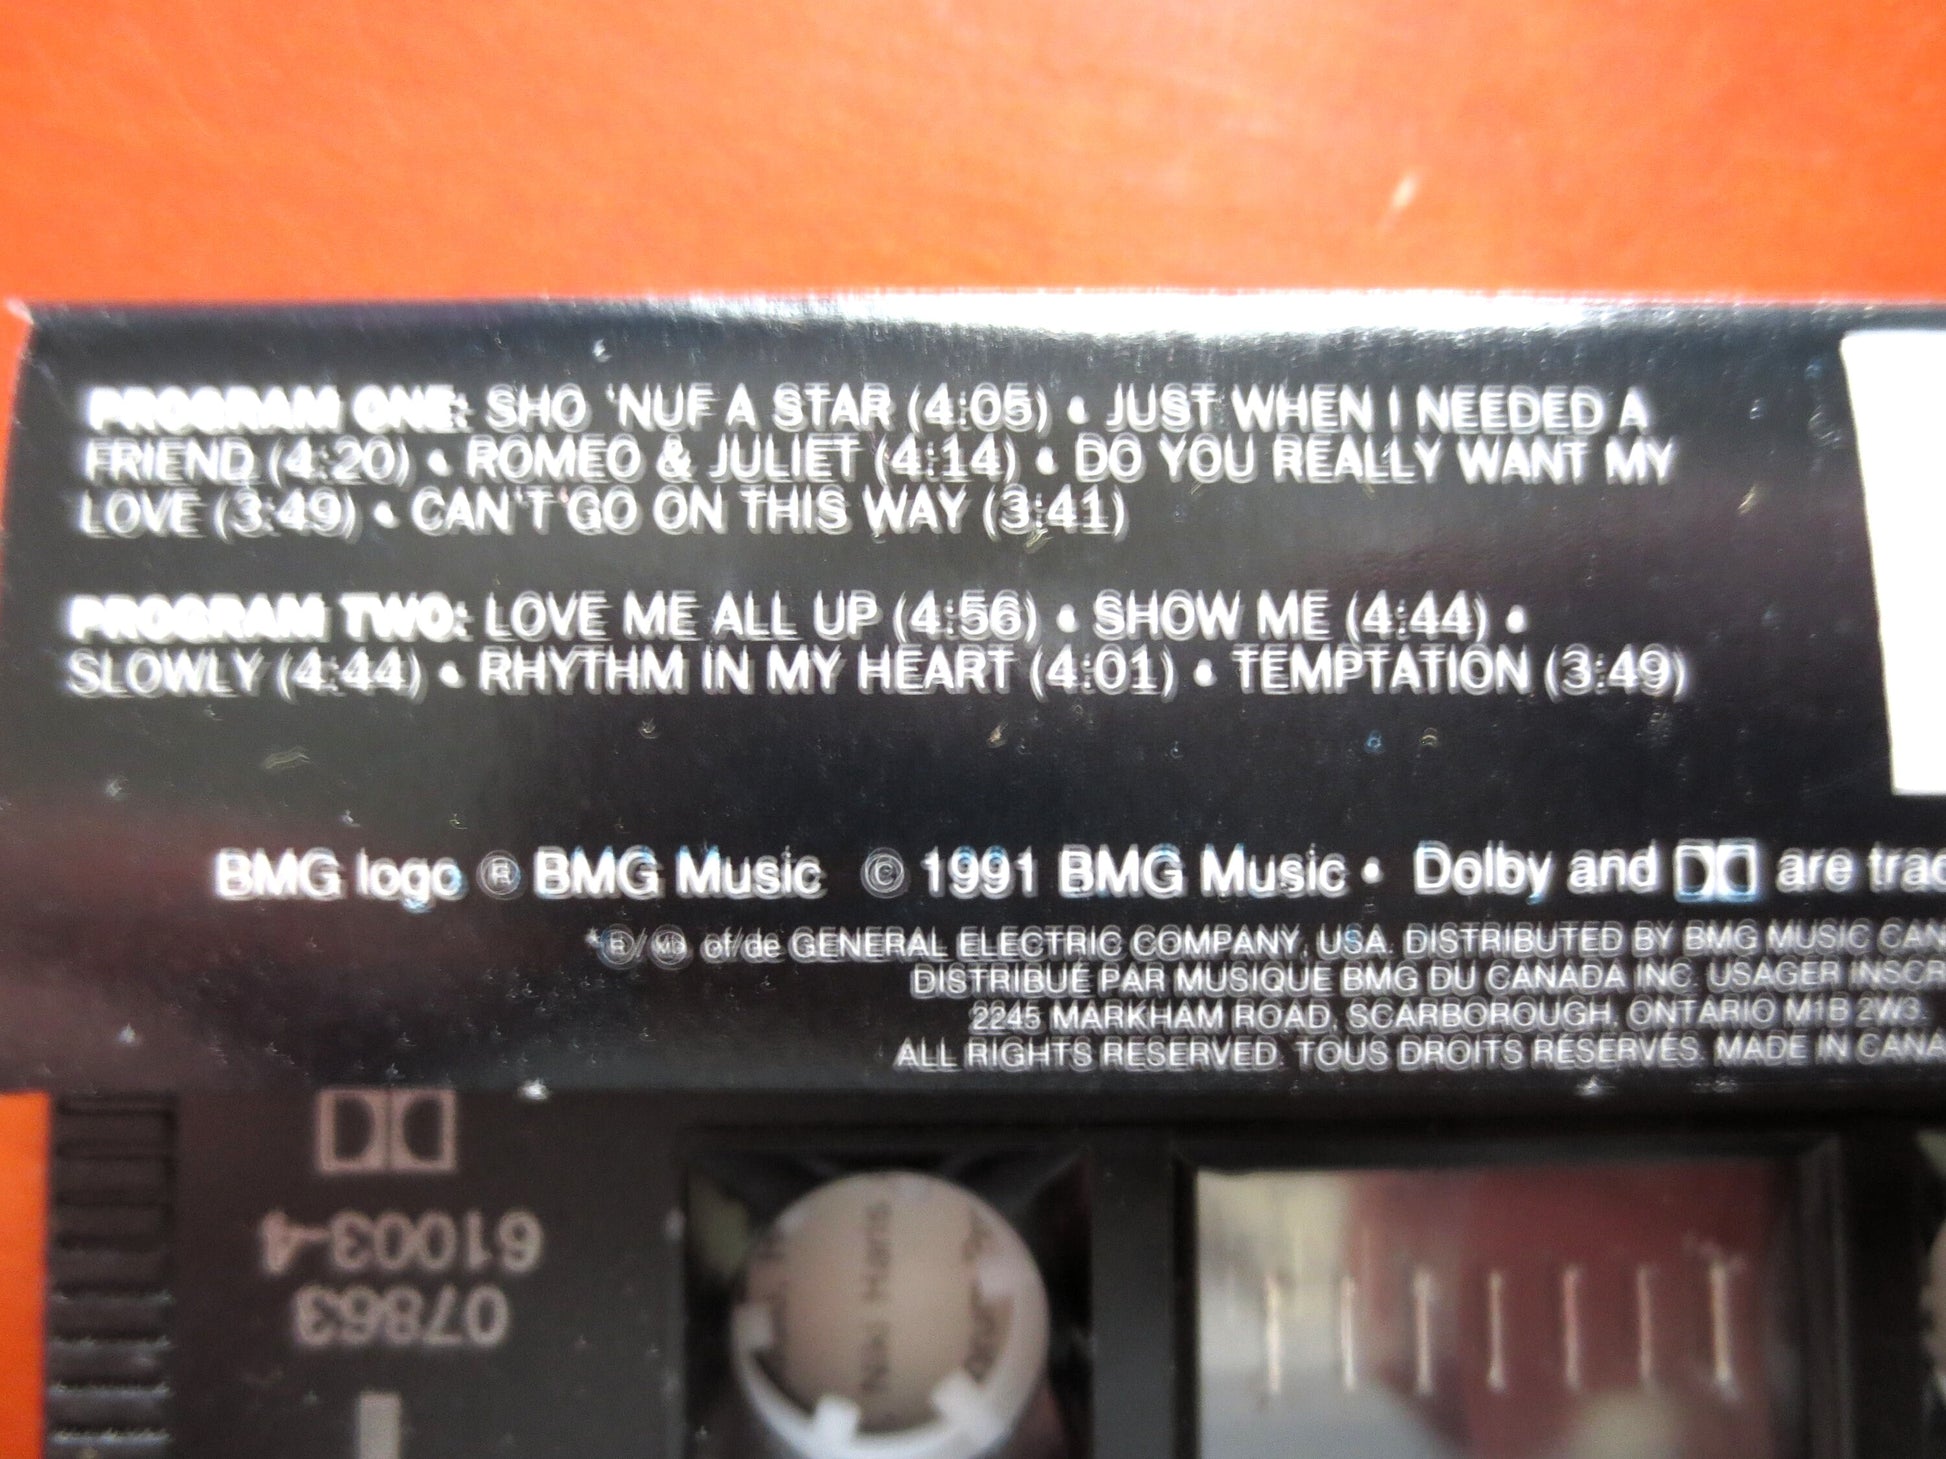 PROGRAM ONE: SHO 'NUF A STAR (4:05) • JUST WHEN I NEEDED A
FRIEND (4:20) • ROMEO & JULIET (4:14) • DO YOU REALLY WANT MY
LOVE (3:49) • CAN'T GO ON THIS WAY (3:41)
PROGRAM TWO: LOVE ME ALL UP (4:56) • SHOW ME (4:44) •
SLOWLY (4:44) • RHYTHM IN MY HEART (4:01) • TEMPTATION (3:49)
BMG logo ® BMG Music © 1991 BMG Music • Dolby and are trad
*®/MD of/de GENERAL ELECTRIC COMPANY, USA. DISTRIBUTED BY BMG MUSIC CAN
DISTRIBUÉ PAR MUSIQUE BMG DU CANADA INC. USAGER INSCR
2245 MARKHAM ROAD, SCARBOROUGH, ONTARIO M1B 2W3.
ALL RIGHTS RESERVED. TOUS DROITS RÉSERVÉS. MADE IN CANA
07863
61003-4